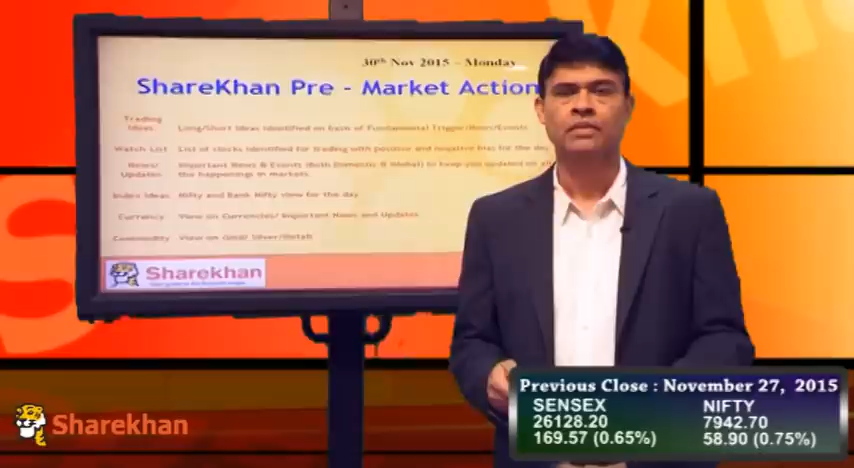 30th Nov 2015 - Monday
ShareKhan Pre - Market Action
Trading Ideas Long/Short Ideas identified on basis of Fundamental Trigger/News/Events
Watch List List of stocks identified for trading with positive and negative bias for the day
News/ Updates Important News & Events (Both Domestic & Global) to keep you updated on all
the happenings in markets.
Index Ideas Nifty and Bank Nifty view for the day
Currency View on Currencies/ Important News and Updates
Commodity View on Gold/ Silver/Metals
Sharekhan
Previous Close : November 27, 2015
SENSEX NIFTY
26128.20 7942.70
169.57 (0.65%) 58.90 (0.75%)
Sharekhan